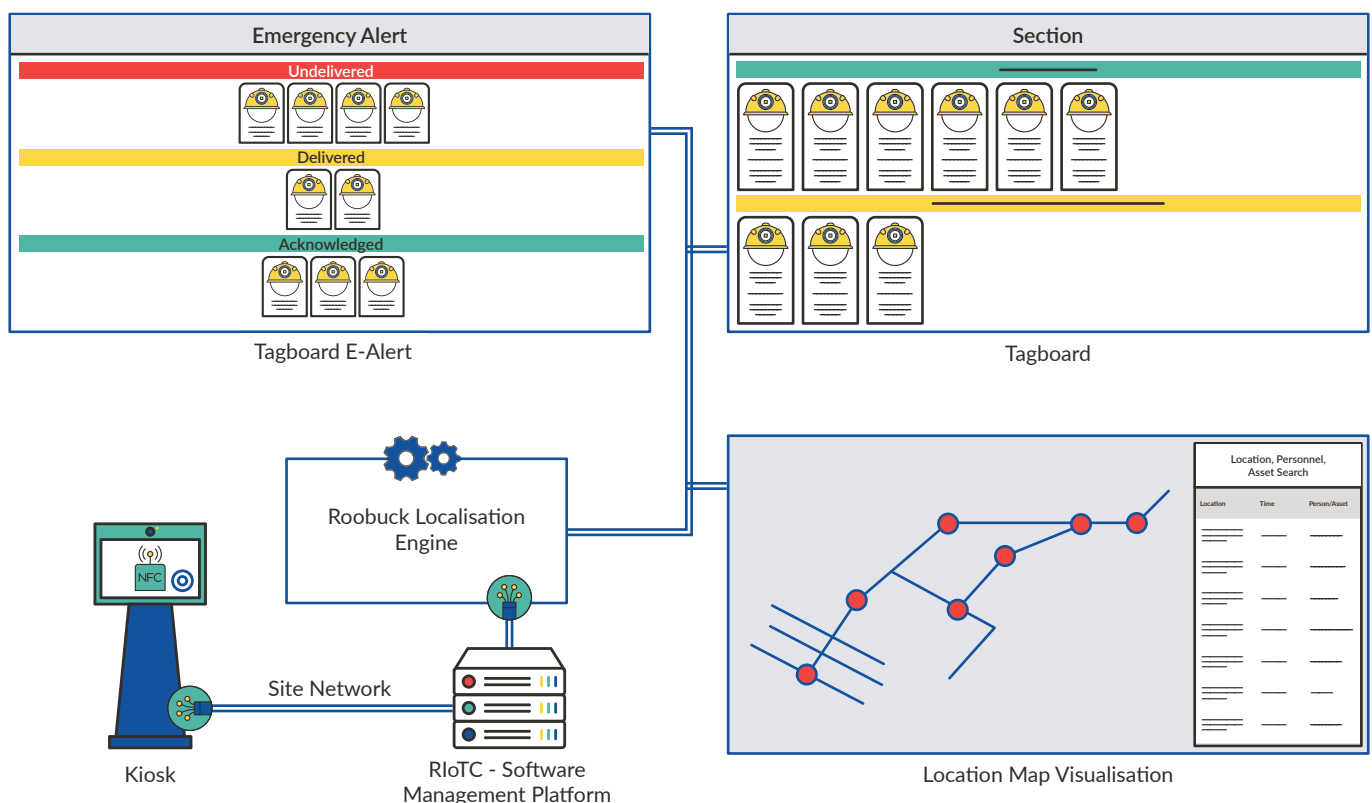 Emergency Alert
Undelivered
Delivered
Acknowledged
Tagboard E-Alert
Section
Tagboard
Roobuck Localisation
Engine
NFC
Kiosk
Site Network
RIoTC - Software
Management Platform
Location, Personnel,
Asset Search
Location Time Person/Asset
Location Map Visualisation